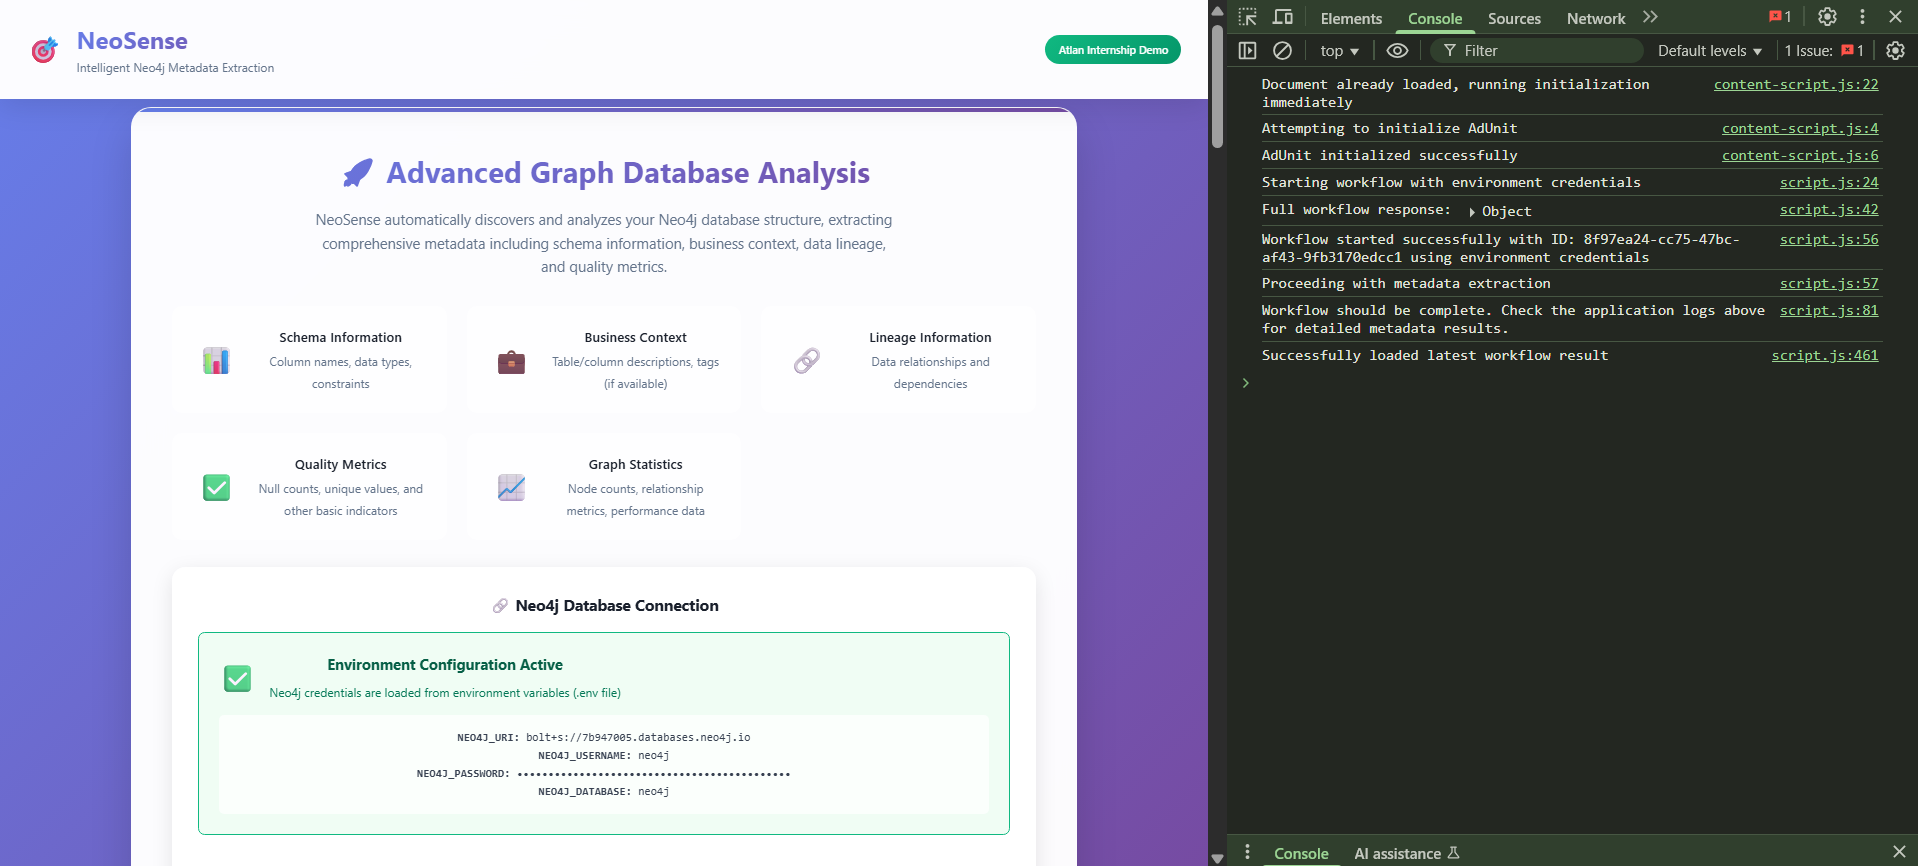 NeoSense
Intelligent Neo4j Metadata Extraction
Atlan Internship Demo
Advanced Graph Database Analysis
NeoSense automatically discovers and analyzes your Neo4j database structure, extracting
comprehensive metadata including schema information, business context, data lineage,
and quality metrics.
Schema Information
Column names, data types,
constraints
Business Context
Table/column descriptions, tags
(if available)
Lineage Information
Data relationships and
dependencies
Quality Metrics
Null counts, unique values, and
other basic indicators
Graph Statistics
Node counts, relationship
metrics, performance data
Neo4j Database Connection
Environment Configuration Active
Neo4j credentials are loaded from environment variables (.env file)
NEO4J_URI: bolt+s://7b947005.databases.neo4j.io
NEO4J_USERNAME: neo4j
NEO4J_PASSWORD: ••••••••••••••••••••••••••••••••••••••••••••
NEO4J_DATABASE: neo4j
Elements Console Sources Network 1
top Filter Default levels 1 Issue: 1
Document already loaded, running initialization content-script.js:22
immediately
Attempting to initialize AdUnit content-script.js:4
AdUnit initialized successfully content-script.js:6
Starting workflow with environment credentials script.js:24
Full workflow response: Object script.js:42
Workflow started successfully with ID: 8f97ea24-cc75-47bc- script.js:56
af43-9fb3170edcc1 using environment credentials
Proceeding with metadata extraction script.js:57
Workflow should be complete. Check the application logs above script.js:81
for detailed metadata results.
Successfully loaded latest workflow result script.js:461
Console AI assistance